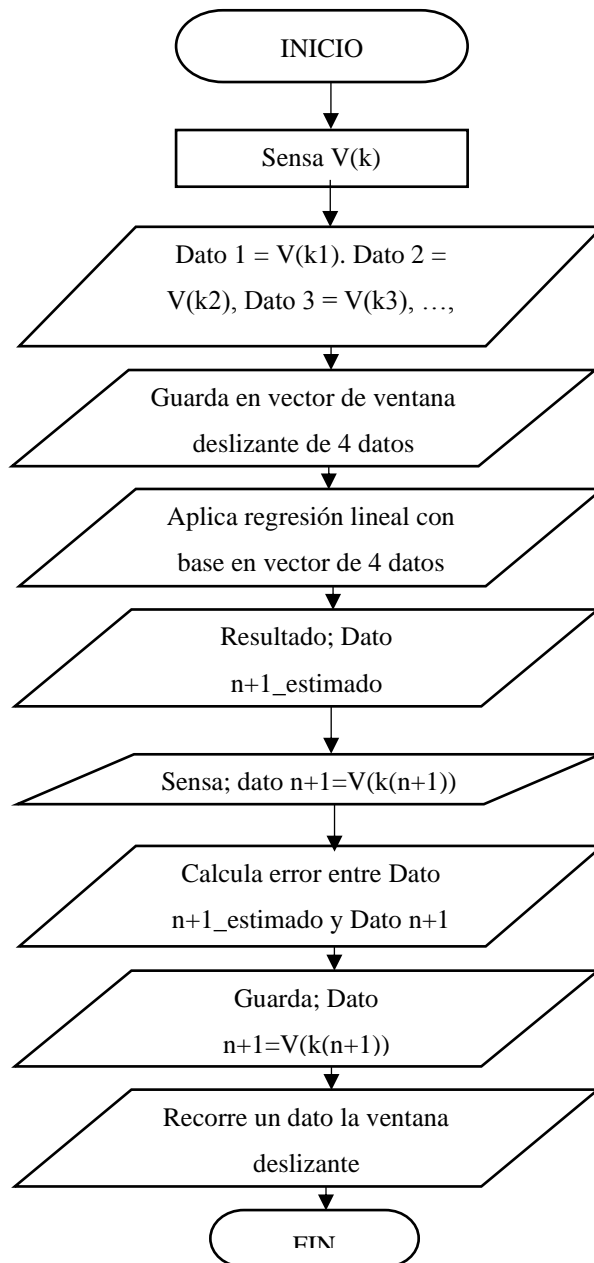 INICIO
Sensa V(k)
Dato 1 = V(k1). Dato 2 =
V(k2), Dato 3 = V(k3), …,
Guarda en vector de ventana
deslizante de 4 datos
Aplica regresión lineal con
base en vector de 4 datos
Resultado; Dato
n+1_estimado
Sensa; dato n+1=V(k(n+1))
Calcula error entre Dato
n+1_estimado y Dato n+1
Guarda; Dato
n+1=V(k(n+1))
Recorre un dato la ventana
deslizante
FIN